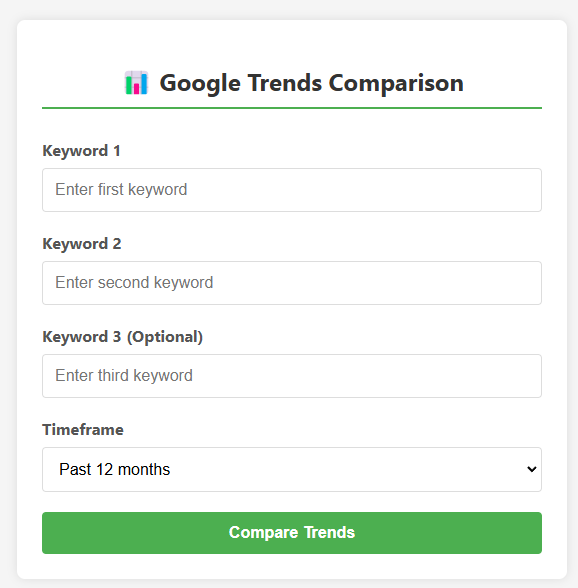 📊 Google Trends Comparison
Keyword 1
Enter first keyword
Keyword 2
Enter second keyword
Keyword 3 (Optional)
Enter third keyword
Timeframe
Past 12 months
Compare Trends